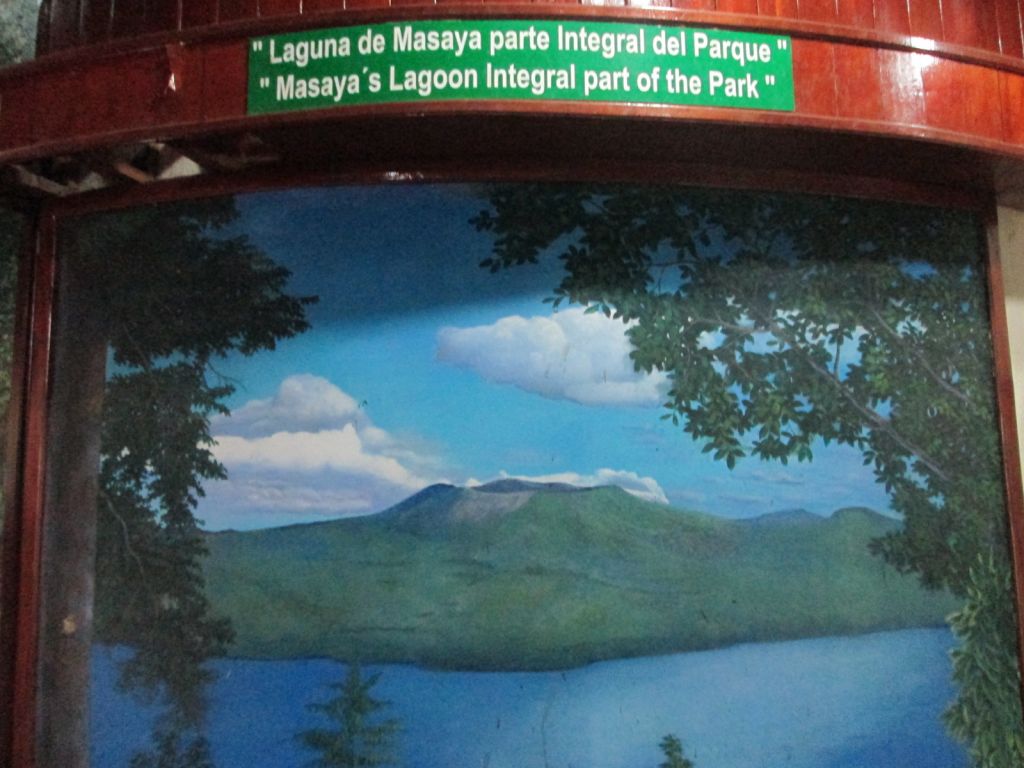 " Laguna de Masaya parte Integral del Parque "
" Masaya´s Lagoon Integral part of the Park "